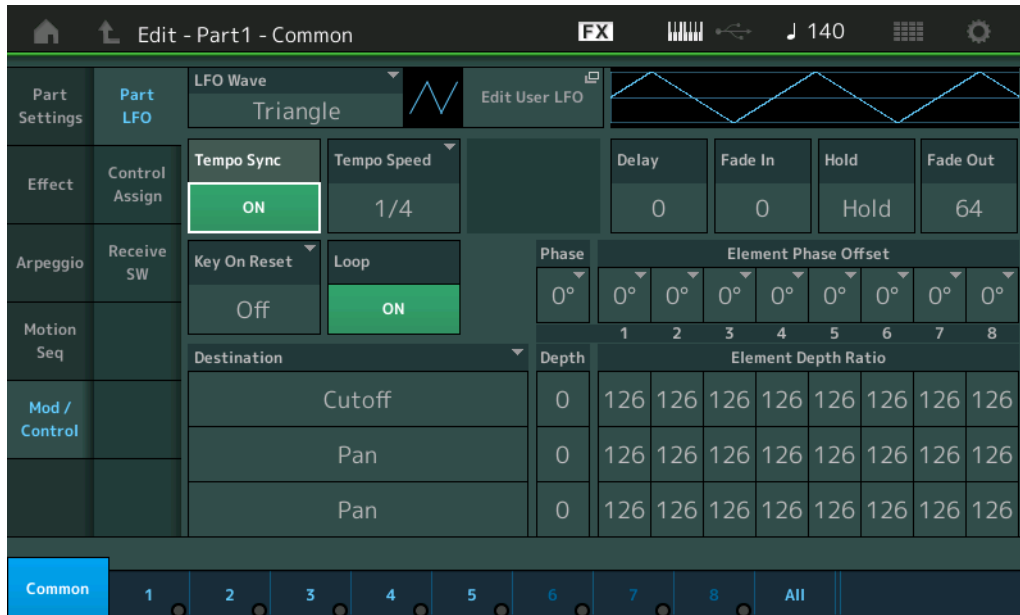 Edit - Part1 - Common FX 140
Part
Settings
Effect
Arpeggio
Motion
Seq
Mod /
Control
Part
LFO
Control
Assign
Receive
SW
LFO Wave
Triangle
Edit User LFO
Tempo Sync
ON
Tempo Speed
1/4
Delay
0
Fade In
0
Hold
Hold
Fade Out
64
Key On Reset
Off
Loop
ON
Phase
0°
Element Phase Offset
0° 0° 0° 0° 0° 0° 0° 0°
1 2 3 4 5 6 7 8
Destination Depth Element Depth Ratio
Cutoff 0 126 126 126 126 126 126 126 126
Pan 0 126 126 126 126 126 126 126 126
Pan 0 126 126 126 126 126 126 126 126
Common 1 2 3 4 5 6 7 8 All